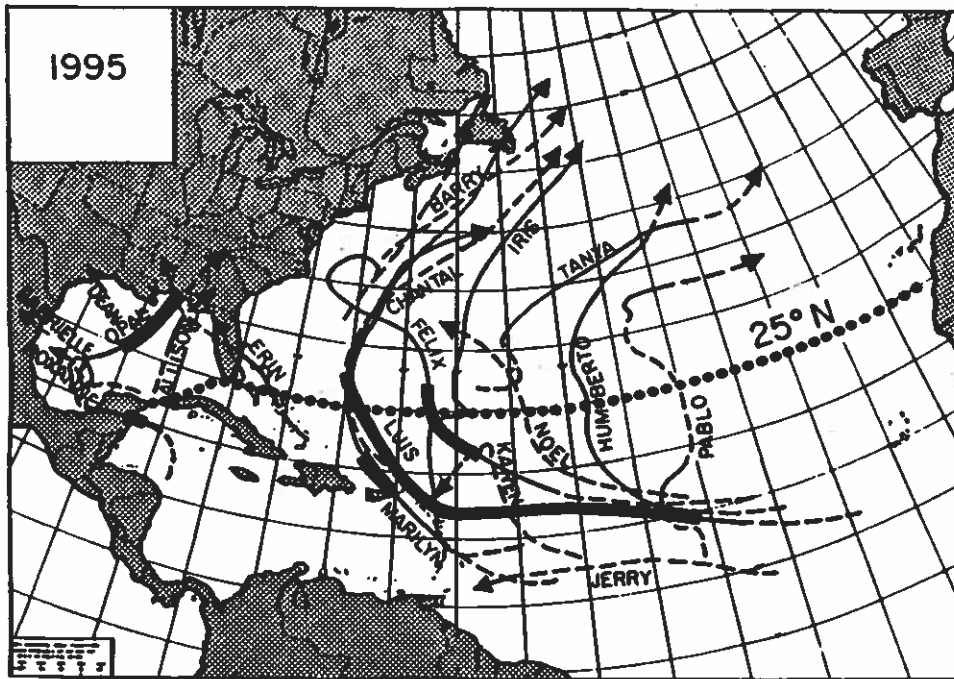 1995
BARRY
IRIS
TANYA
CHANTAL
DEAN
OPAL
FELIX
25° N
ALLISON
ERIN
HUMBERTO
PABLO
LUIS
NOEL
KAREN
MARILYN
JERRY